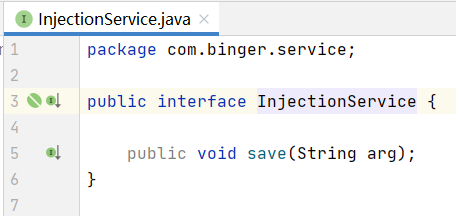 InjectionService.java
1 package com.binger.service;
2
3 public interface InjectionService {
4
5 public void save(String arg);
6 }
7